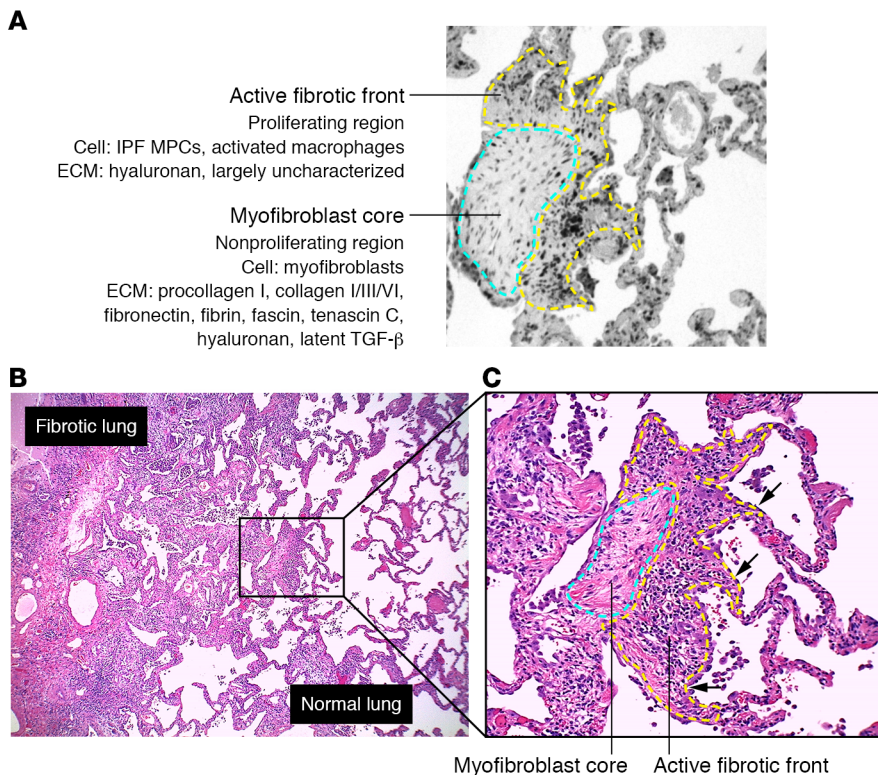 A
Active fibrotic front
Proliferating region
Cell: IPF MPCs, activated macrophages
ECM: hyaluronan, largely uncharacterized
Myofibroblast core
Nonproliferating region
Cell: myofibroblasts
ECM: procollagen I, collagen I/III/VI,
fibronectin, fibrin, fascin, tenascin C,
hyaluronan, latent TGF-β
B
C
Fibrotic lung
Normal lung
Myofibroblast core
Active fibrotic front